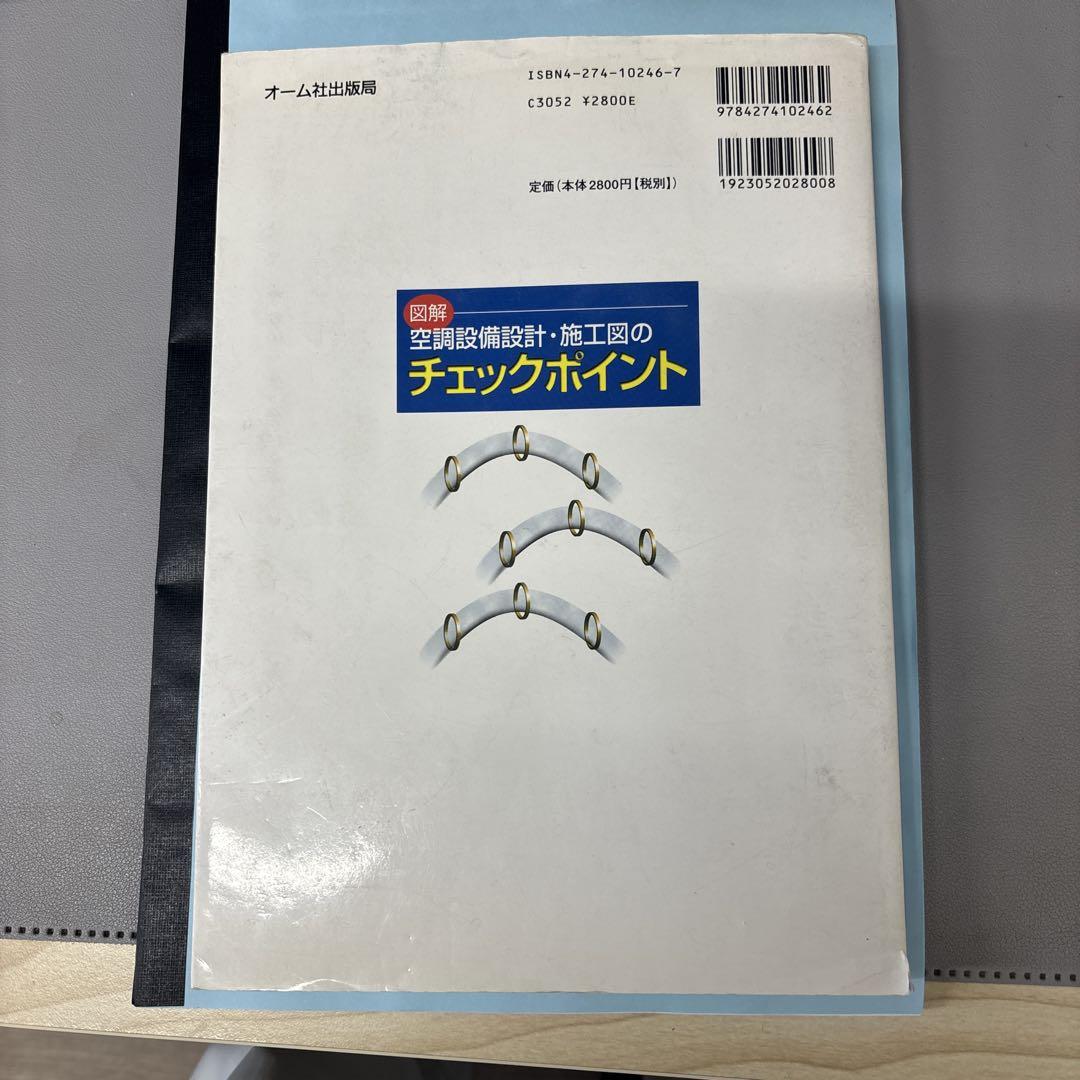 オーム社出版局
ISBN4-274-10246-7
C3052 ¥2800E
9784274102462
定価(本体2800円【税別】)
1923052028008
図解
空調設備設計・施工図の
チェックポイント